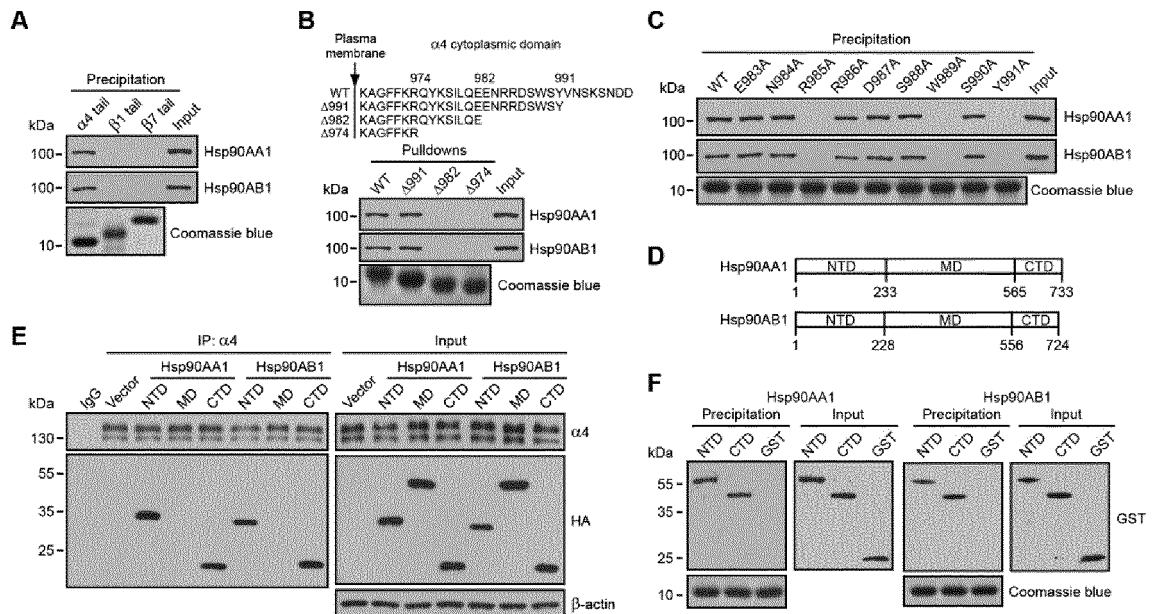 A
Precipitation
α4 tail β1 tail β7 tail Input
kDa
100 Hsp90AA1
100 Hsp90AB1
10 Coomassie blue
B
Plasma membrane
α4 cytoplasmic domain
974 982 991
WT KAGFFKRQYKSILQEENRRDSWSYVNSKSNDD
Δ991 KAGFFKRQYKSILQEENRRDSWSY
Δ982 KAGFFKRQYKSILQE
Δ974 KAGFFKR
Pulldowns
kDa WT Δ991 Δ982 Δ974 Input
100 Hsp90AA1
100 Hsp90AB1
10 Coomassie blue
C
Precipitation
WT E983A N984A R985A R986A D987A S988A W989A S990A Y991A Input
kDa
100 Hsp90AA1
100 Hsp90AB1
10 Coomassie blue
D
Hsp90AA1 NTD MD CTD
1 233 565 733
Hsp90AB1 NTD MD CTD
1 228 556 724
E
IP: α4 Input
Hsp90AA1 Hsp90AB1 Hsp90AA1 Hsp90AB1
IgG Vector NTD MD CTD NTD MD CTD Vector NTD MD CTD NTD MD CTD
kDa
130 α4
55
35 HA
25
β-actin
F
Hsp90AA1 Hsp90AB1
Precipitation Input Precipitation Input
NTD CTD GST NTD CTD GST NTD CTD GST NTD CTD GST
kDa
55
35 GST
25
10 Coomassie blue